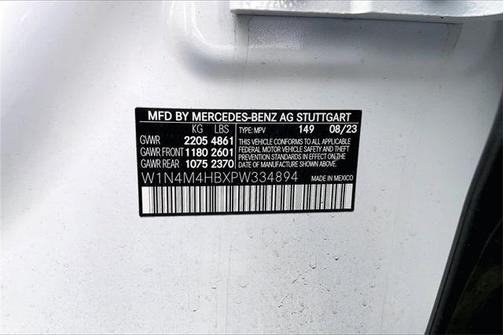 MFD BY MERCEDES-BENZ AG STUTTGART
KG LBS TYPE: MPV 149 08/23
GVWR 2205 4861 THIS VEHICLE CONFORMS TO ALL APPLICABLE
GAWR FRONT 1180 2601 FEDERAL MOTOR VEHICLE SAFETY AND
GAWR REAR 1075 2370 THEFT PREVENTION STANDARDS IN EFFECT
ON THE DATE OF MANUFACTURE SHOWN ABOVE
W1N4M4HBXPW334894 MADE IN MEXICO